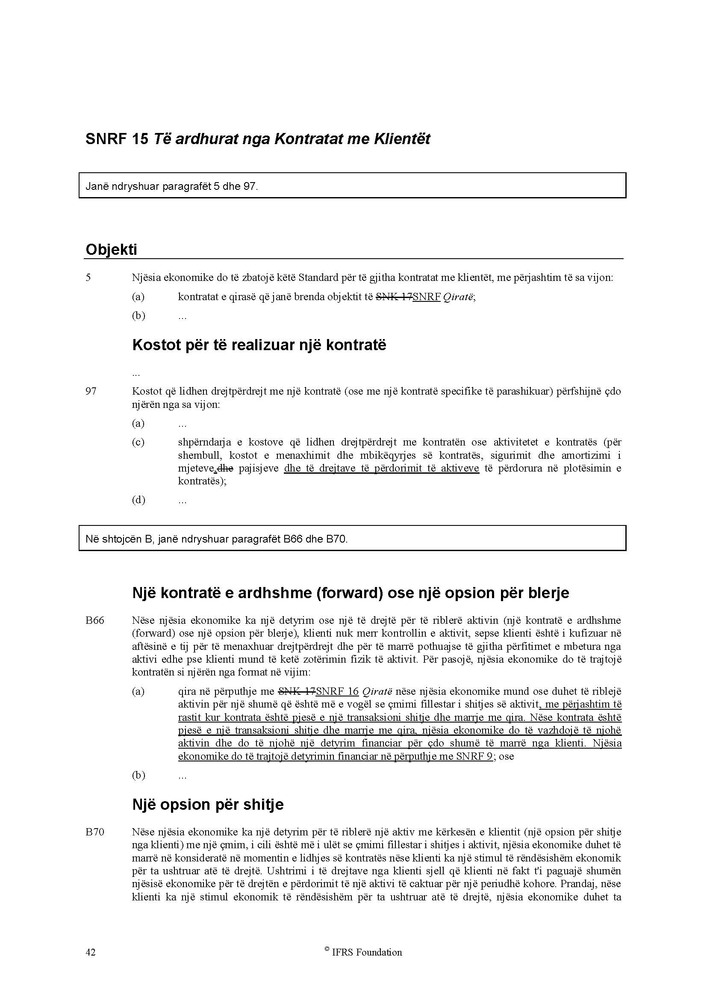 SNRF 15 Të ardhurat nga Kontratat me Klientët
Janë ndryshuar paragrafët 5 dhe 97.
Objekti
5 Njësia ekonomike do të zbatojë këtë Standard për të gjitha kontratat me klientët, me përjashtim të sa vijon:
(a) kontratat e qirasë që janë brenda objektit të SNK 17SNRF Qiratë;
(b) ...
Kostot për të realizuar një kontratë
...
97 Kostot që lidhen drejtpërdrejt me një kontratë (ose me një kontratë specifike të parashikuar) përfshijnë çdo
njërën nga sa vijon:
(a) ...
(c) shpërndarja e kostove që lidhen drejtpërdrejt me kontratën ose aktivitetet e kontratës (për
shembull, kostot e menaxhimit dhe mbikëqyrjes së kontratës, sigurimit dhe amortizimi i
mjeteve,dhe pajisjeve dhe të drejtave të përdorimit të aktiveve të përdorura në plotësimin e
kontratës);
(d) ...
Në shtojcën B, janë ndryshuar paragrafët B66 dhe B70.
Një kontratë e ardhshme (forward) ose një opsion për blerje
B66 Nëse njësia ekonomike ka një detyrim ose një të drejtë për të riblerë aktivin (një kontratë e ardhshme
(forward) ose një opsion për blerje), klienti nuk merr kontrollin e aktivit, sepse klienti është i kufizuar në
aftësinë e tij për të menaxhuar drejtpërdrejt dhe për të marrë pothuajse të gjitha përfitimet e mbetura nga
aktivi edhe pse klienti mund të ketë zotërimin fizik të aktivit. Për pasojë, njësia ekonomike do të trajtojë
kontratën si njërën nga format në vijim:
(a) qira në përputhje me SNK 17SNRF 16 Qiratë nëse njësia ekonomike mund ose duhet të riblejë
aktivin për një shumë që është më e vogël se çmimi fillestar i shitjes së aktivit, me përjashtim të
rastit kur kontrata është pjesë e një transaksioni shitje dhe marrje me qira. Nëse kontrata është
pjesë e një transaksioni shitje dhe marrje me qira, njësia ekonomike do të vazhdojë të njohë
aktivin dhe do të njohë një detyrim financiar për çdo shumë të marrë nga klienti. Njësia
ekonomike do të trajtojë detyrimin financiar në përputhje me SNRF 9; ose
(b) ...
Një opsion për shitje
B70 Nëse njësia ekonomike ka një detyrim për të riblerë një aktiv me kërkesën e klientit (një opsion për shitje
nga klienti) me një çmim, i cili është më i ulët se çmimi fillestar i shitjes i aktivit, njësia ekonomike duhet të
marrë në konsideratë në momentin e lidhjes së kontratës nëse klienti ka një stimul të rëndësishëm ekonomik
për ta ushtruar atë të drejtë. Ushtrimi i të drejtave nga klienti sjell që klienti në fakt t'i paguajë shumën
njësisë ekonomike për të drejtën e përdorimit të një aktivi të caktuar për një periudhë kohore. Prandaj, nëse
klienti ka një stimul ekonomik të rëndësishëm për ta ushtruar atë të drejtë, njësia ekonomike duhet ta
42 © IFRS Foundation